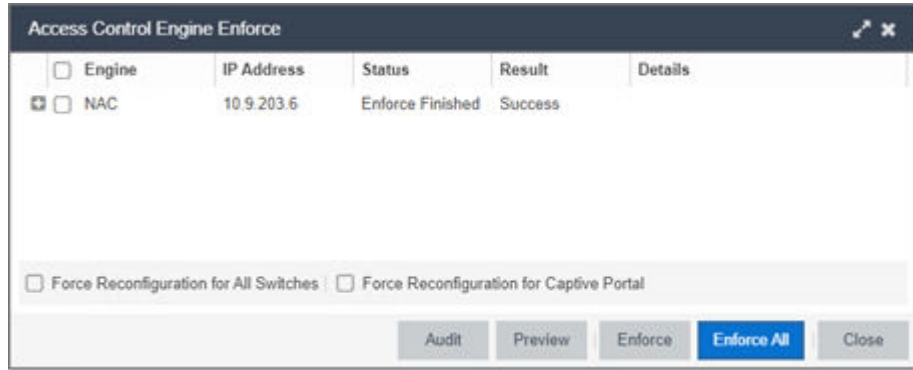 Access Control Engine Enforce
Engine IP Address Status Result Details
NAC 10.9.203.6 Enforce Finished Success
Force Reconfiguration for All Switches Force Reconfiguration for Captive Portal
Audit Preview Enforce Enforce All Close